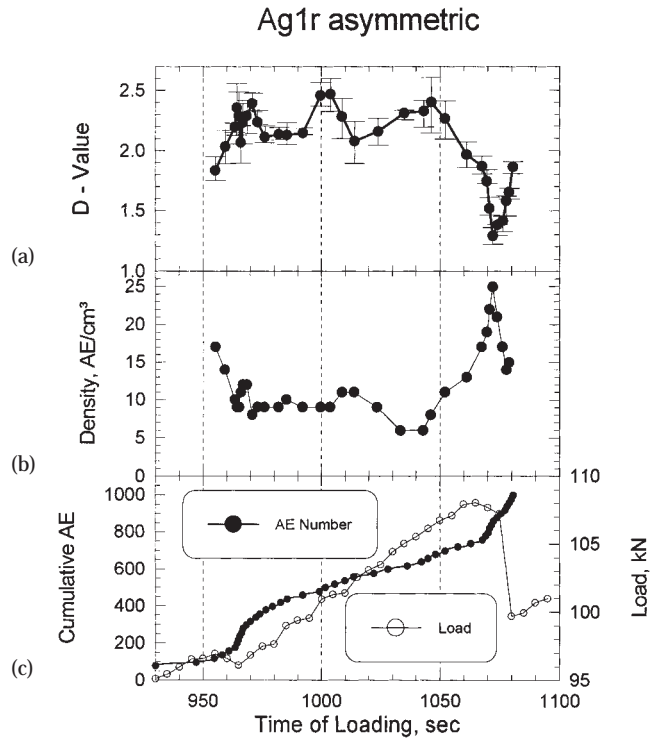 Ag1r asymmetric
2.5
2.0
1.5
1.0
D - Value
(a)
25
20
15
10
5
0
Density, AE/cm³
(b)
1000
800
600
400
200
0
Cumulative AE
(c)
AE Number
Load
110
105
100
95
Load, kN
950
1000
1050
1100
Time of Loading, sec